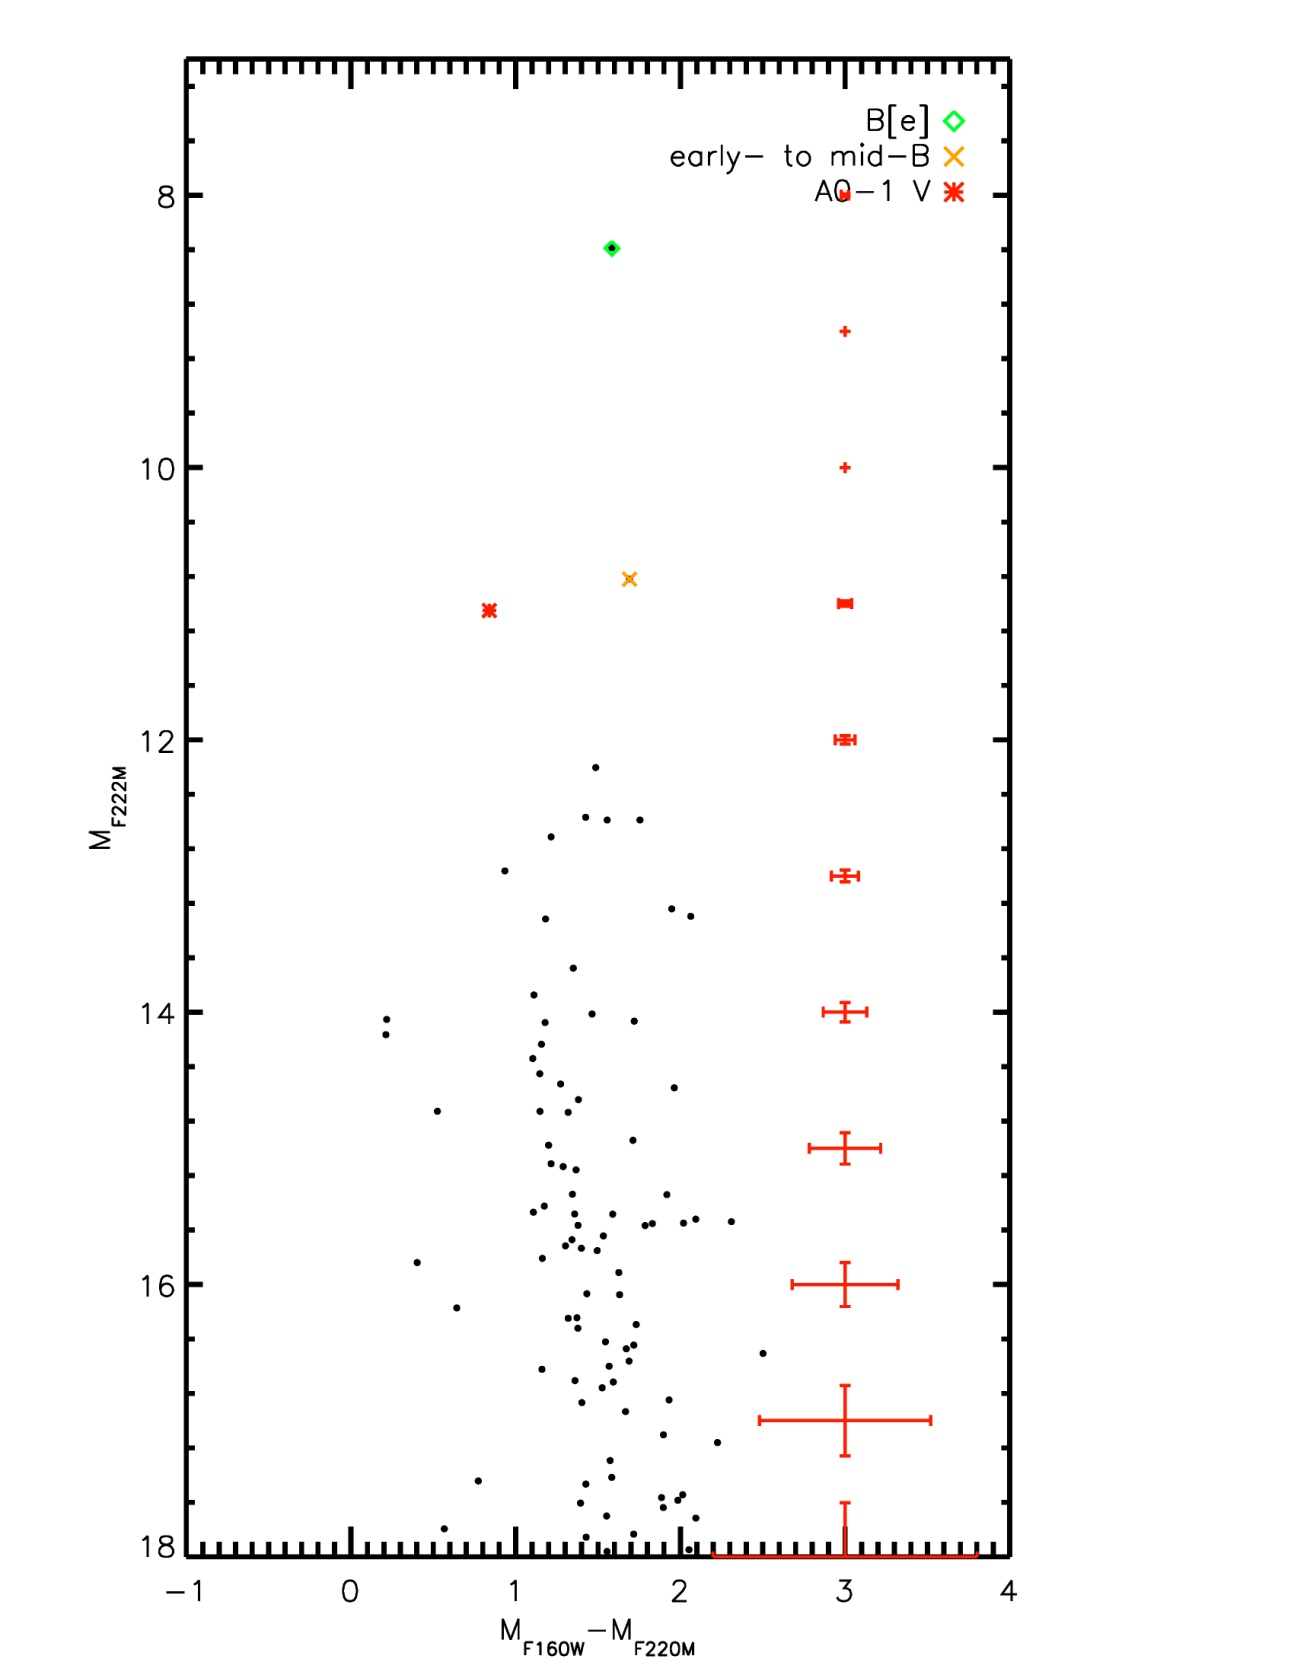 B[e]
early- to mid-B
A0-1 V
8
10
12
14
16
18
M_F222M
-1 0 1 2 3 4
M_F160W-M_F220M